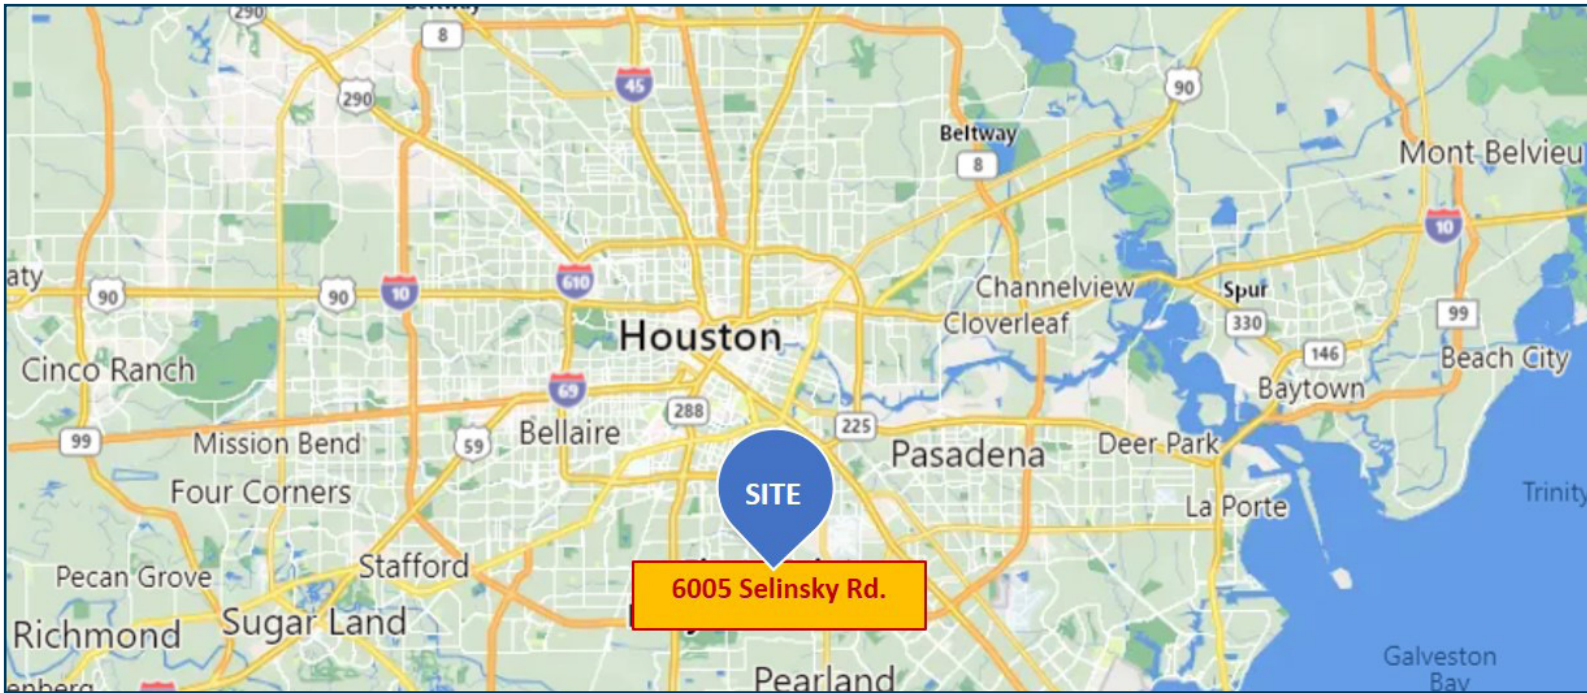 290
Beltway
8
45
290
90
Beltway
8
Mont Belvieu
10
aty
90
90
10
610
Channelview
Spur
Houston
Cloverleaf
330
99
146
Cinco Ranch
69
Beach City
Baytown
288
99
Mission Bend
59
Bellaire
225
Pasadena
Deer Park
Four Corners
SITE
Trinity
La Porte
Pecan Grove
Stafford
6005 Selinsky Rd.
Richmond
Sugar Land
Pearland
Galveston
Bay
enberg